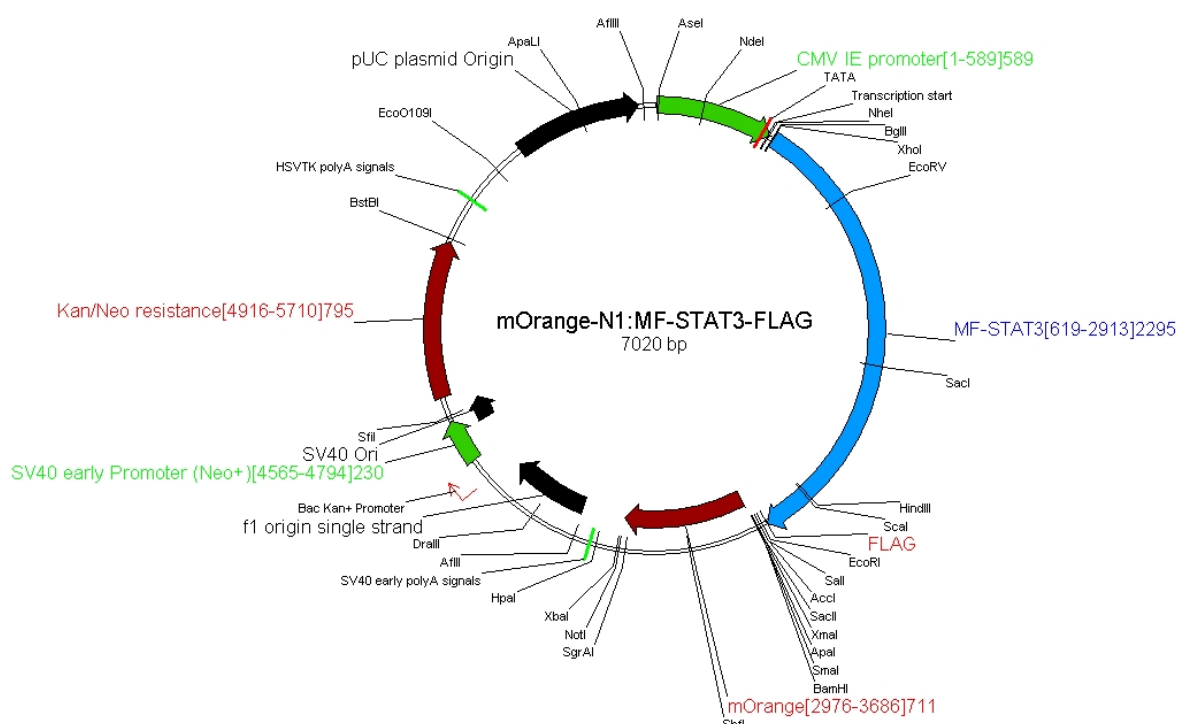 AflIII
AseI
ApaLI
NdeI
pUC plasmid Origin
CMV IE promoter[1-589]589
TATA
Transcription start
NheI
BglII
XhoI
EcoO109I
EcoRV
HSVTK polyA signals
BstBI
Kan/Neo resistance[4916-5710]795
mOrange-N1:MF-STAT3-FLAG
7020 bp
MF-STAT3[619-2913]2295
SacI
SfiI
SV40 Ori
SV40 early Promoter (Neo+)[4565-4794]230
Bac Kan+ Promoter
f1 origin single strand
DraIII
AflII
SV40 early polyA signals
HpaI
XbaI
NotI
SgrAI
HindIII
ScaI
FLAG
EcoRI
SalI
AccI
SacII
XmaI
ApaI
SmaI
BamHI
mOrange[2976-3686]711